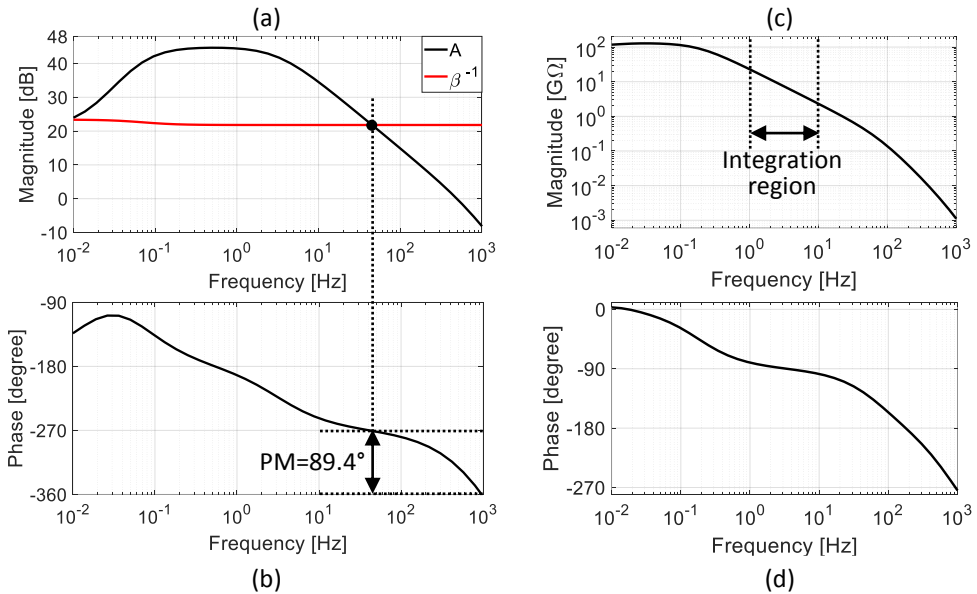 (a)
48
40
30
20
10
0
-10
Magnitude [dB]
A
β⁻¹
10⁻² 10⁻¹ 10⁰ 10¹ 10² 10³
Frequency [Hz]
-90
-180
-270
-360
Phase [degree]
PM=89.4°
10⁻² 10⁻¹ 10⁰ 10¹ 10² 10³
Frequency [Hz]
(b)
(c)
10²
10¹
10⁰
10⁻¹
10⁻²
10⁻³
Magnitude [GΩ]
Integration
region
10⁻² 10⁻¹ 10⁰ 10¹ 10² 10³
Frequency [Hz]
0
-90
-180
-270
Phase [degree]
10⁻² 10⁻¹ 10⁰ 10¹ 10² 10³
Frequency [Hz]
(d)